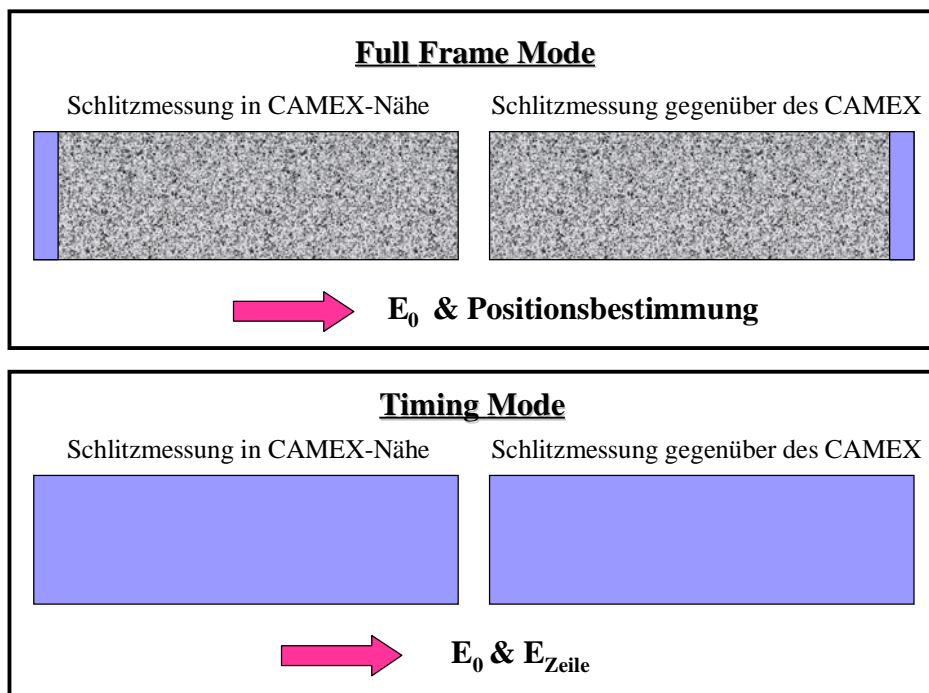 Full Frame Mode
Schlitzmessung in CAMEX-Nähe
Schlitzmessung gegenüber des CAMEX
E0 & Positionsbestimmung
Timing Mode
Schlitzmessung in CAMEX-Nähe
Schlitzmessung gegenüber des CAMEX
E0 & EZeile